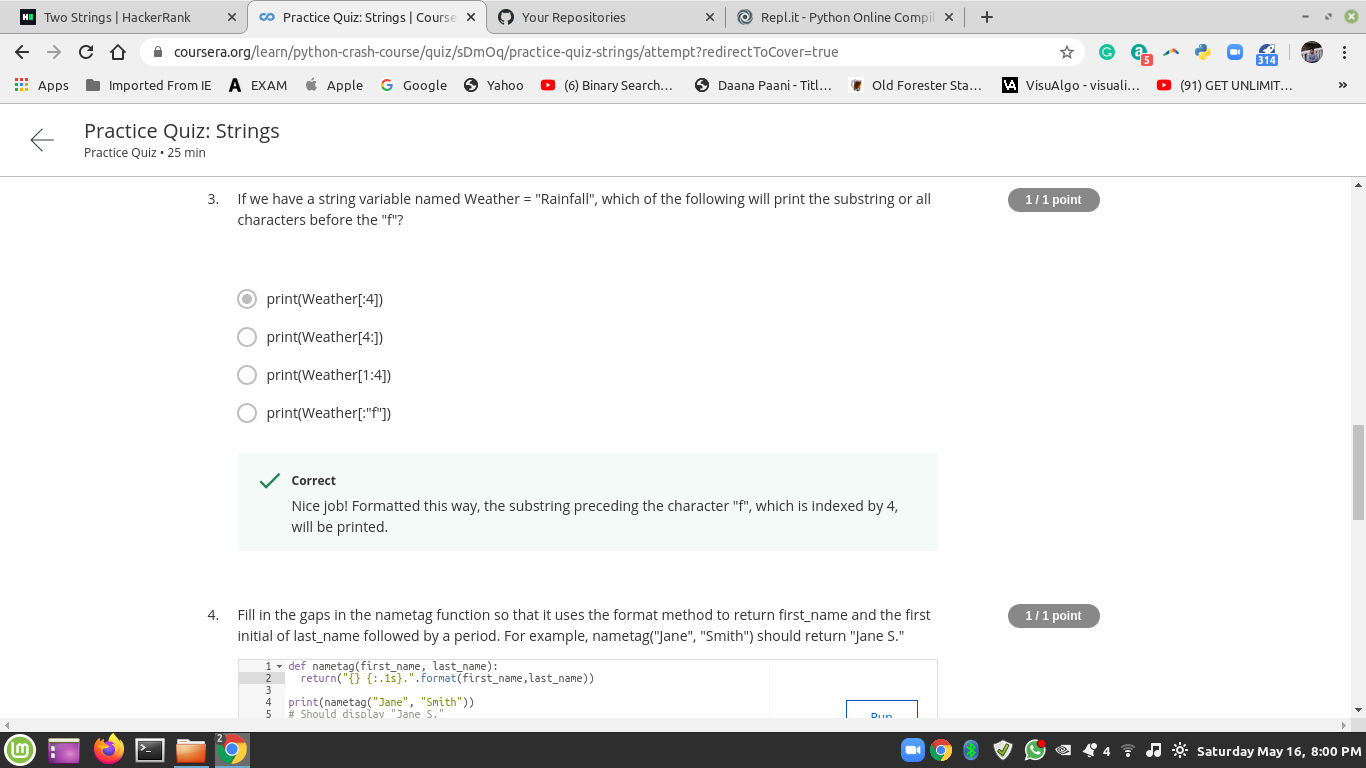 Two Strings | HackerRank
Practice Quiz: Strings | Course
Your Repositories
Repl.it - Python Online Compil
coursera.org/learn/python-crash-course/quiz/sDmOq/practice-quiz-strings/attempt?redirectToCover=true
5
314
Apps
Imported From IE
EXAM
Apple
Google
Yahoo
(6) Binary Search...
Daana Paani - Titl...
Old Forester Sta...
VisuAlgo - visuali...
(91) GET UNLIMIT...
»
Practice Quiz: Strings
Practice Quiz • 25 min
3. If we have a string variable named Weather = "Rainfall", which of the following will print the substring or all
characters before the "f"?
1 / 1 point
print(Weather[:4])
print(Weather[4:])
print(Weather[1:4])
print(Weather[:"f"])
Correct
Nice job! Formatted this way, the substring preceding the character "f", which is indexed by 4,
will be printed.
4. Fill in the gaps in the nametag function so that it uses the format method to return first_name and the first
initial of last_name followed by a period. For example, nametag("Jane", "Smith") should return "Jane S."
1 / 1 point
1 def nametag(first_name, last_name):
2 return("{} {:.1s}.".format(first_name,last_name))
3
4 print(nametag("Jane", "Smith"))
5 # Should display "Jane S."
Run
2
4
Saturday May 16, 8:00 PM